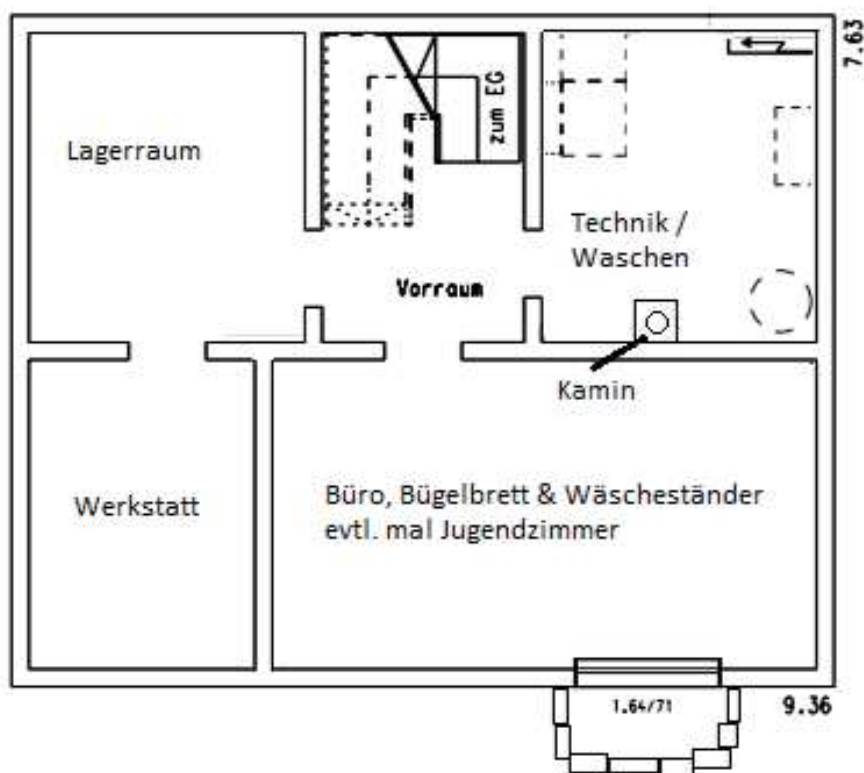 7.63
zum EG
Lagerraum
Technik /
Waschen
Vorraum
Kamin
Werkstatt
Büro, Bügelbrett & Wäscheständer
evtl. mal Jugendzimmer
1.64/71
9.36